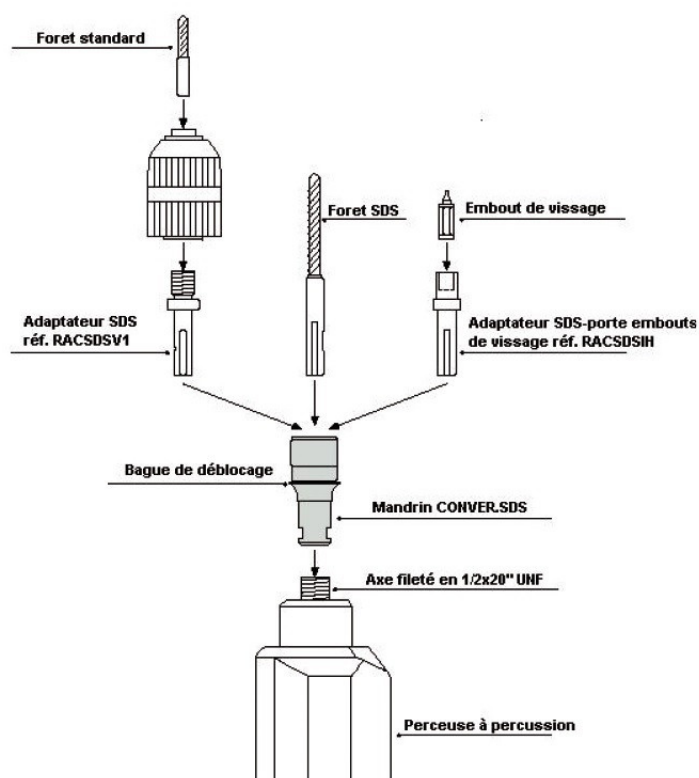 Foret standard
Foret SDS
Embout de vissage
Adaptateur SDS
réf. RACSDSV1
Adaptateur SDS-porte embouts
de vissage réf. RACSDSIH
Bague de déblocage
Mandrin CONVER.SDS
Axe fileté en 1/2x20" UNF
Perceuse à percussion